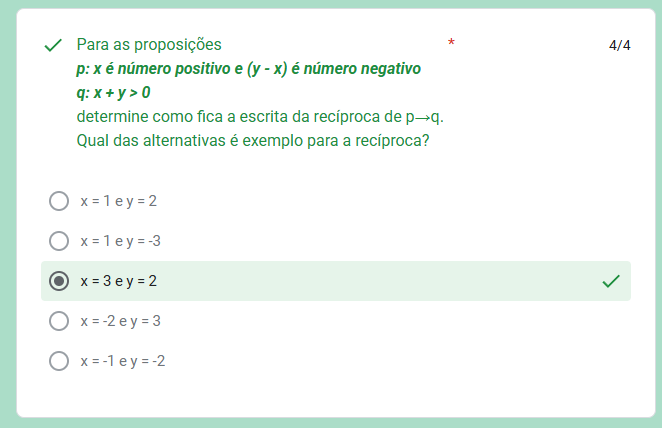 Para as proposições * 4/4
p: x é número positivo e (y - x) é número negativo
q: x + y > 0
determine como fica a escrita da recíproca de p→q.
Qual das alternativas é exemplo para a recíproca?
x = 1 e y = 2
x = 1 e y = -3
x = 3 e y = 2
x = -2 e y = 3
x = -1 e y = -2